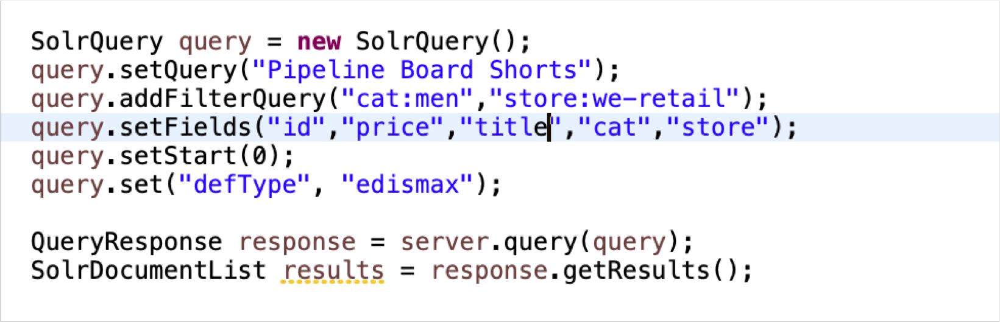 SolrQuery query = new SolrQuery();
query.setQuery("Pipeline Board Shorts");
query.addFilterQuery("cat:men","store:we-retail");
query.setFields("id","price","title","cat","store");
query.setStart(0);
query.set("defType", "edismax");
QueryResponse response = server.query(query);
SolrDocumentList results = response.getResults();